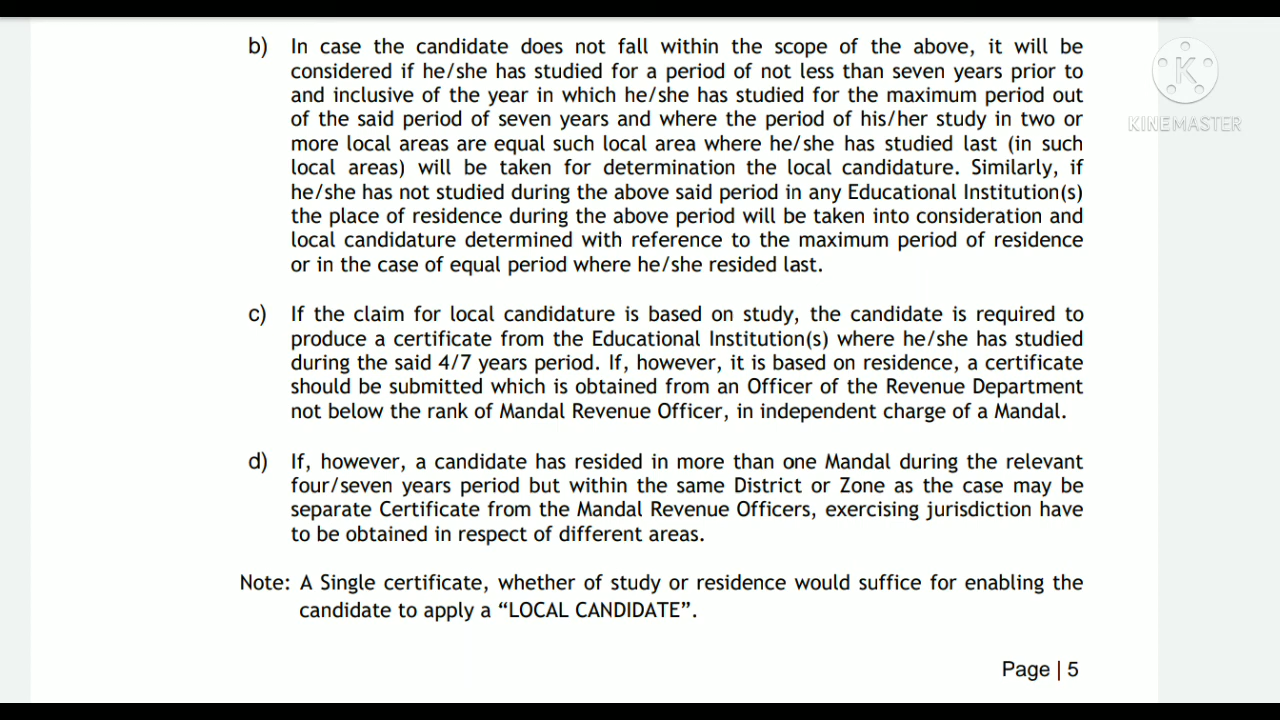 b) In case the candidate does not fall within the scope of the above, it will be
considered if he/she has studied for a period of not less than seven years prior to
and inclusive of the year in which he/she has studied for the maximum period out
of the said period of seven years and where the period of his/her study in two or
more local areas are equal such local area where he/she has studied last (in such
local areas) will be taken for determination the local candidature. Similarly, if
he/she has not studied during the above said period in any Educational Institution(s)
the place of residence during the above period will be taken into consideration and
local candidature determined with reference to the maximum period of residence
or in the case of equal period where he/she resided last.
c) If the claim for local candidature is based on study, the candidate is required to
produce a certificate from the Educational Institution(s) where he/she has studied
during the said 4/7 years period. If, however, it is based on residence, a certificate
should be submitted which is obtained from an Officer of the Revenue Department
not below the rank of Mandal Revenue Officer, in independent charge of a Mandal.
d) If, however, a candidate has resided in more than one Mandal during the relevant
four/seven years period but within the same District or Zone as the case may be
separate Certificate from the Mandal Revenue Officers, exercising jurisdiction have
to be obtained in respect of different areas.
Note: A Single certificate, whether of study or residence would suffice for enabling the
candidate to apply a “LOCAL CANDIDATE”.
Page | 5
K
KINEMASTER